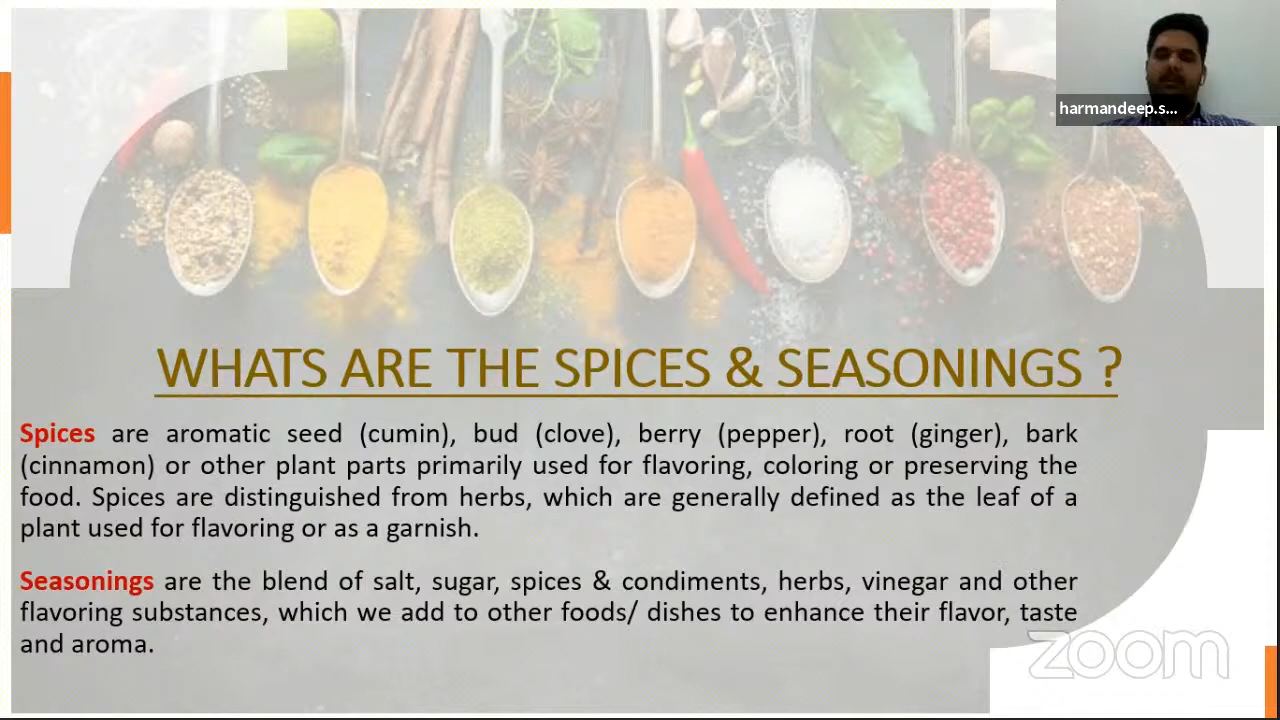 harmandeep.s...
WHATS ARE THE SPICES & SEASONINGS ?
Spices are aromatic seed (cumin), bud (clove), berry (pepper), root (ginger), bark
(cinnamon) or other plant parts primarily used for flavoring, coloring or preserving the
food. Spices are distinguished from herbs, which are generally defined as the leaf of a
plant used for flavoring or as a garnish.
Seasonings are the blend of salt, sugar, spices & condiments, herbs, vinegar and other
flavoring substances, which we add to other foods/ dishes to enhance their flavor, taste
and aroma.
zoom